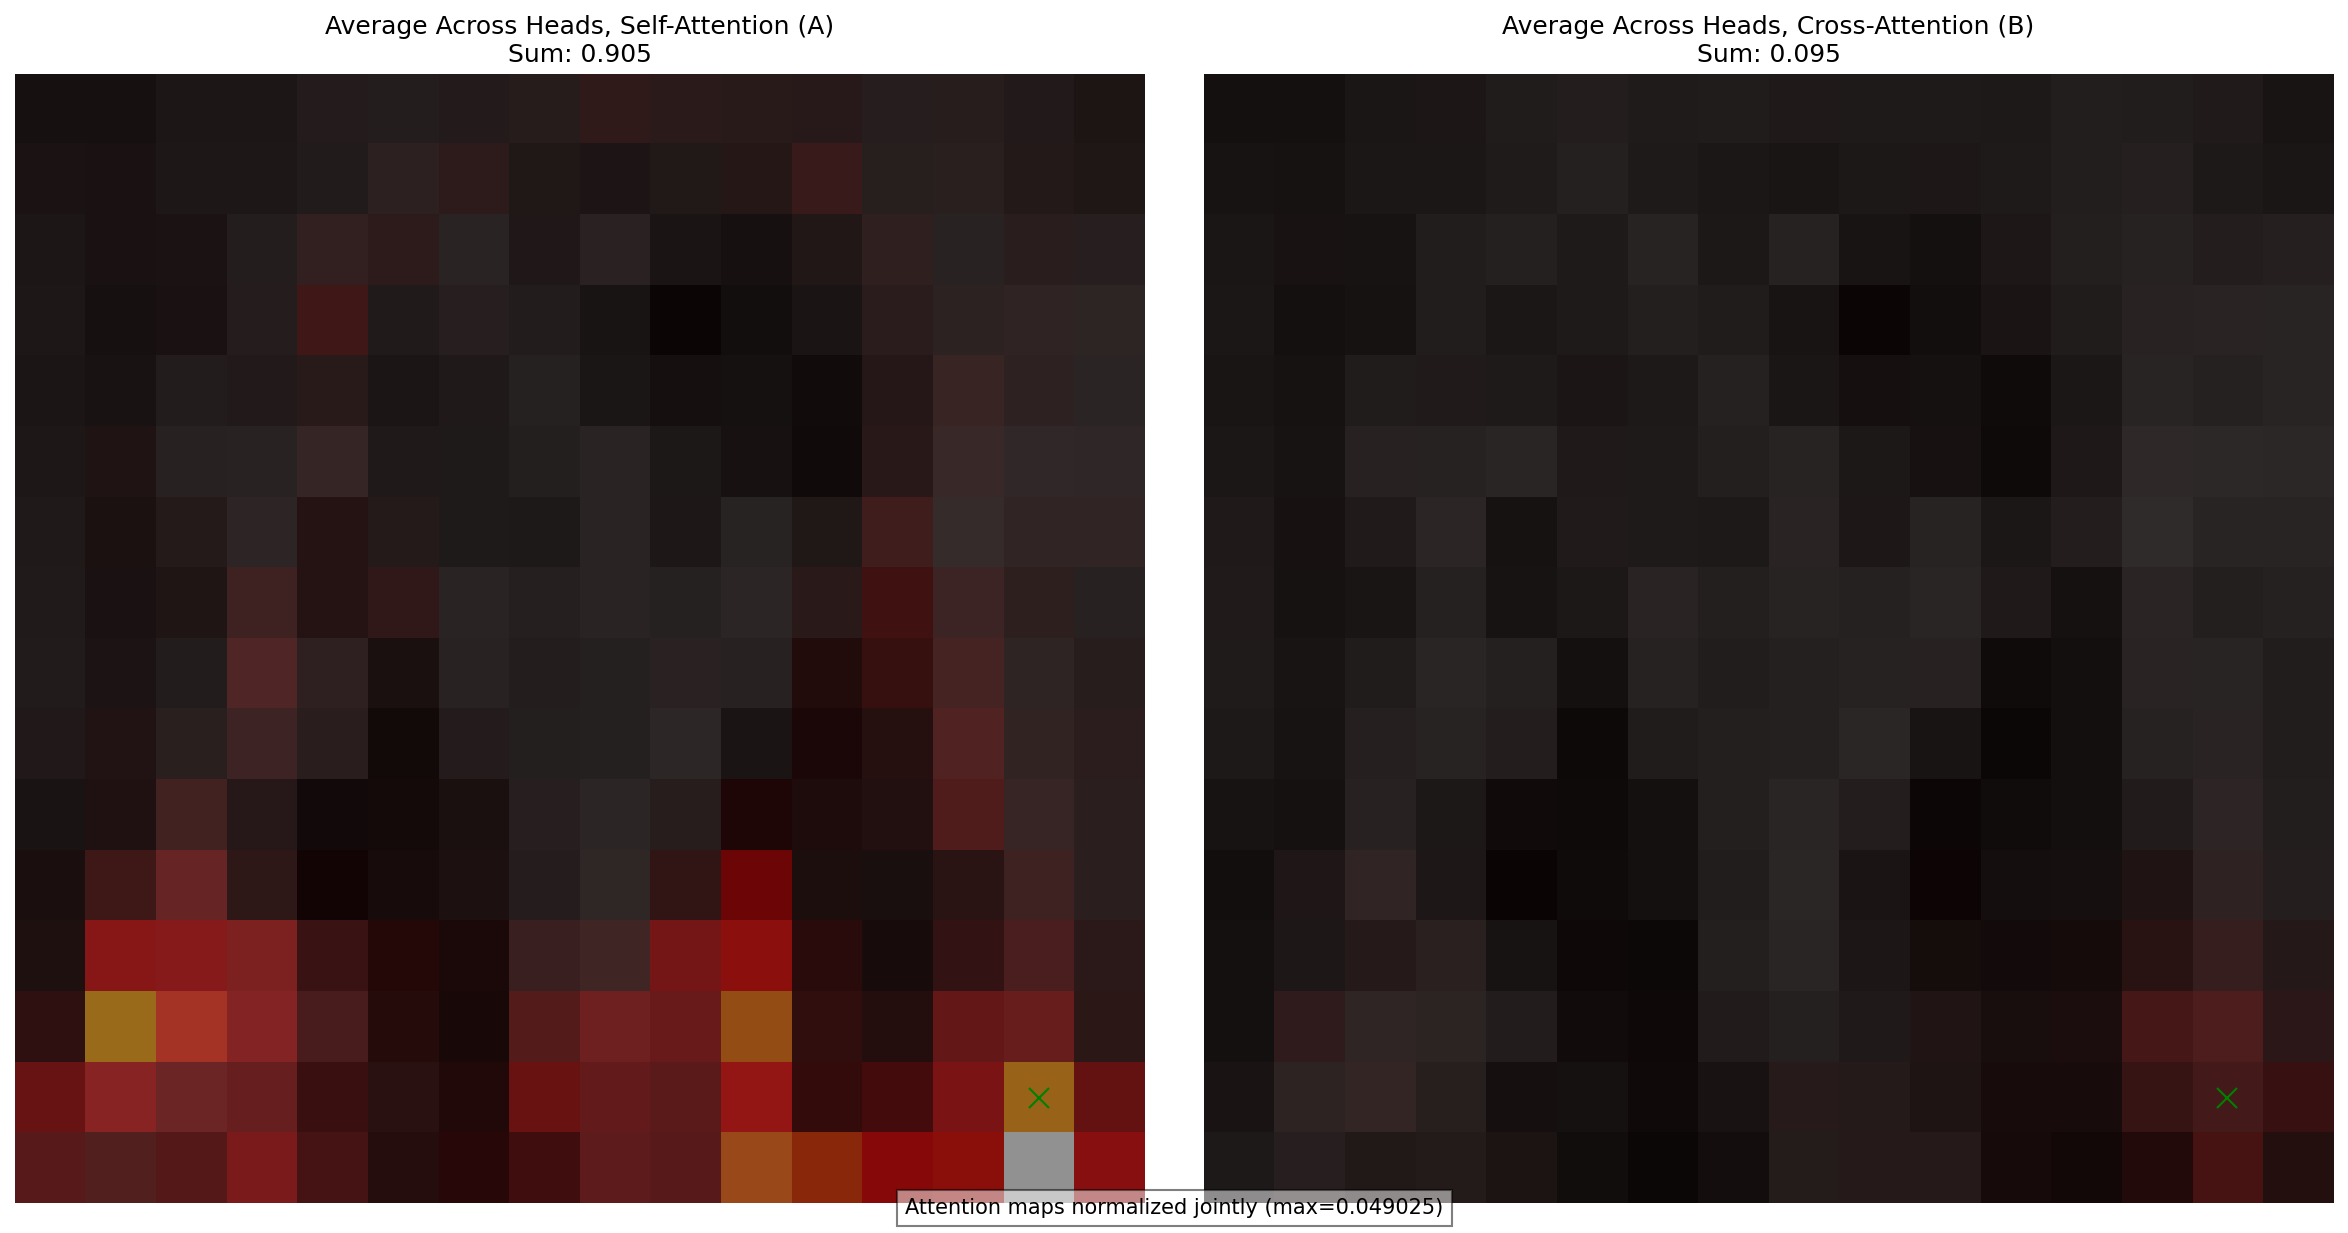 Average Across Heads, Self-Attention (A)
Sum: 0.905
Average Across Heads, Cross-Attention (B)
Sum: 0.095
Attention maps normalized jointly (max=0.049025)